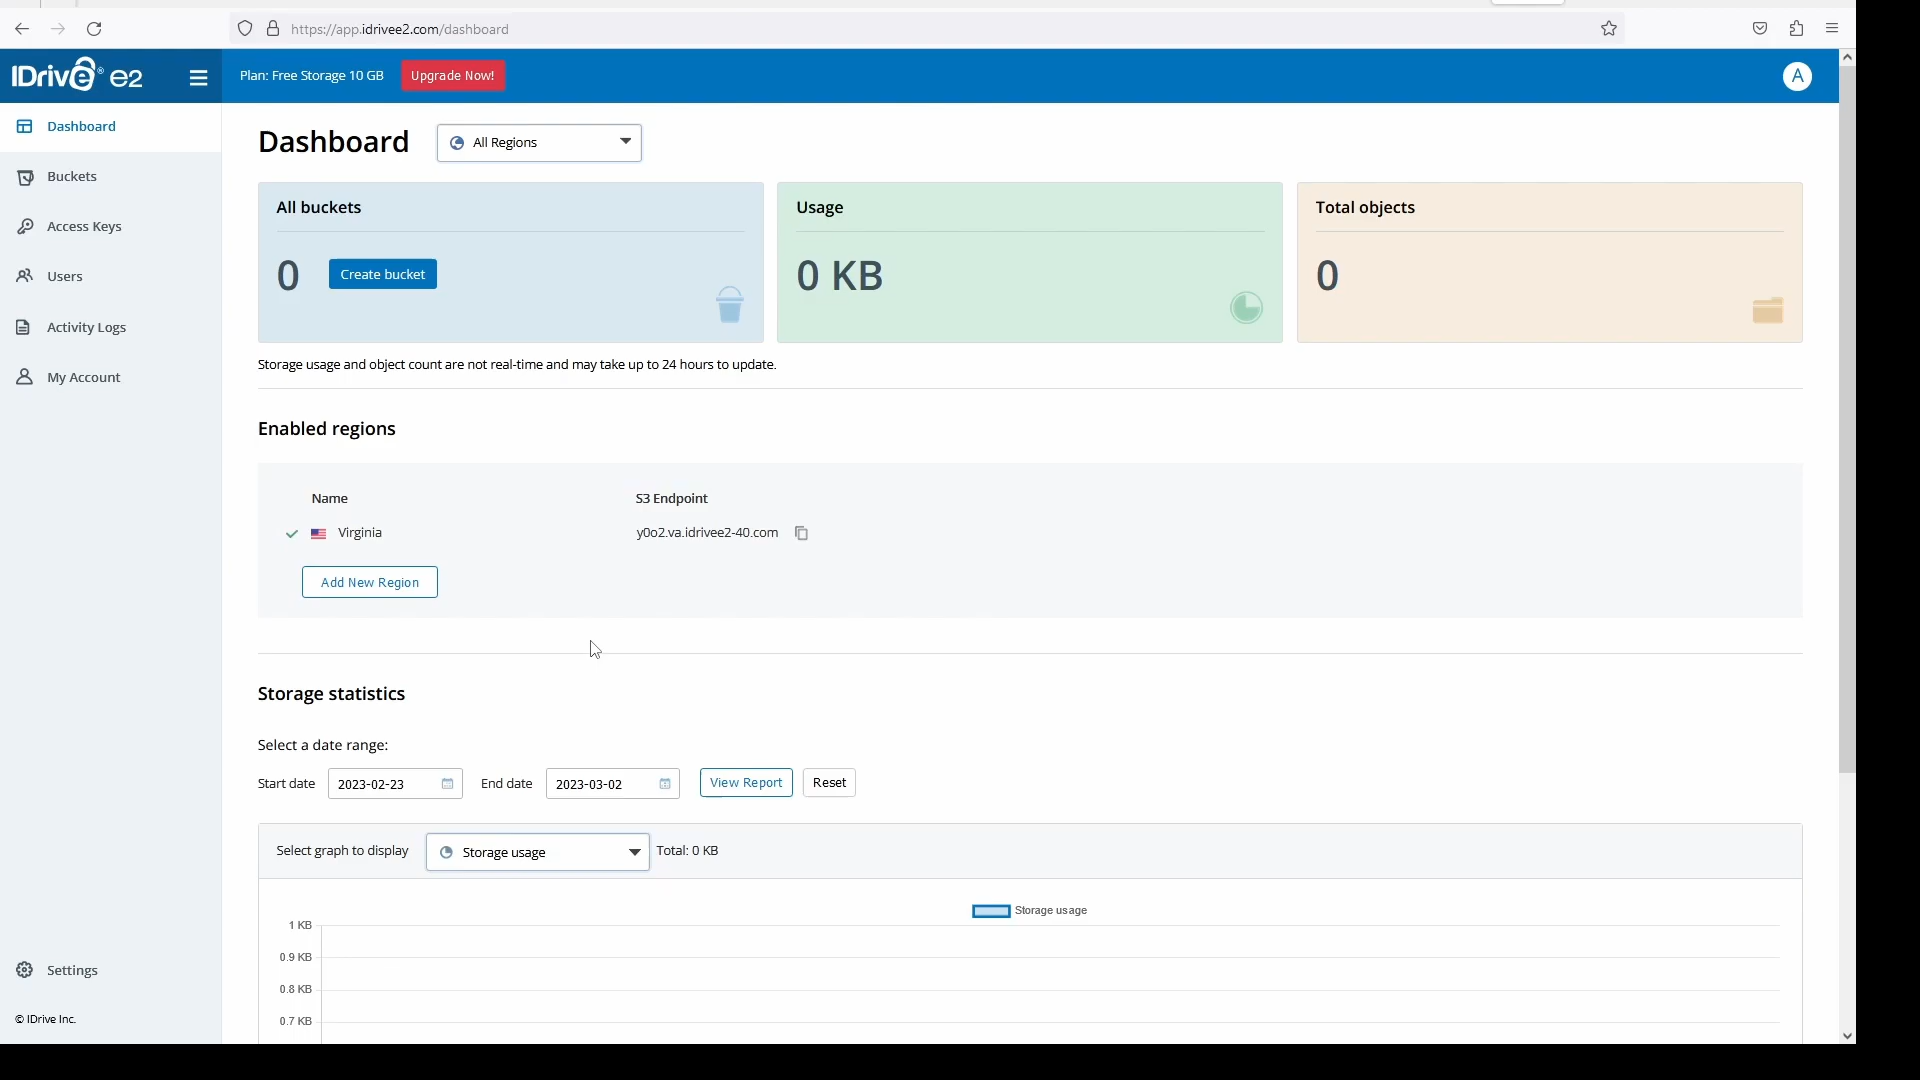 https://app.idrivee2.com/dashboard
IDrive® e2
Plan: Free Storage 10 GB
Upgrade Now!
A
Dashboard
Buckets
Access Keys
Users
Activity Logs
My Account
Settings
© IDrive Inc.
Dashboard
All Regions
All buckets
0
Create bucket
Usage
0 KB
Total objects
0
Storage usage and object count are not real-time and may take up to 24 hours to update.
Enabled regions
Name
S3 Endpoint
Virginia
y0o2.va.idrivee2-40.com
Add New Region
Storage statistics
Select a date range:
Start date
2023-02-23
End date
2023-03-02
View Report
Reset
Select graph to display
Storage usage
Total: 0 KB
Storage usage
1 KB
0.9 KB
0.8 KB
0.7 KB